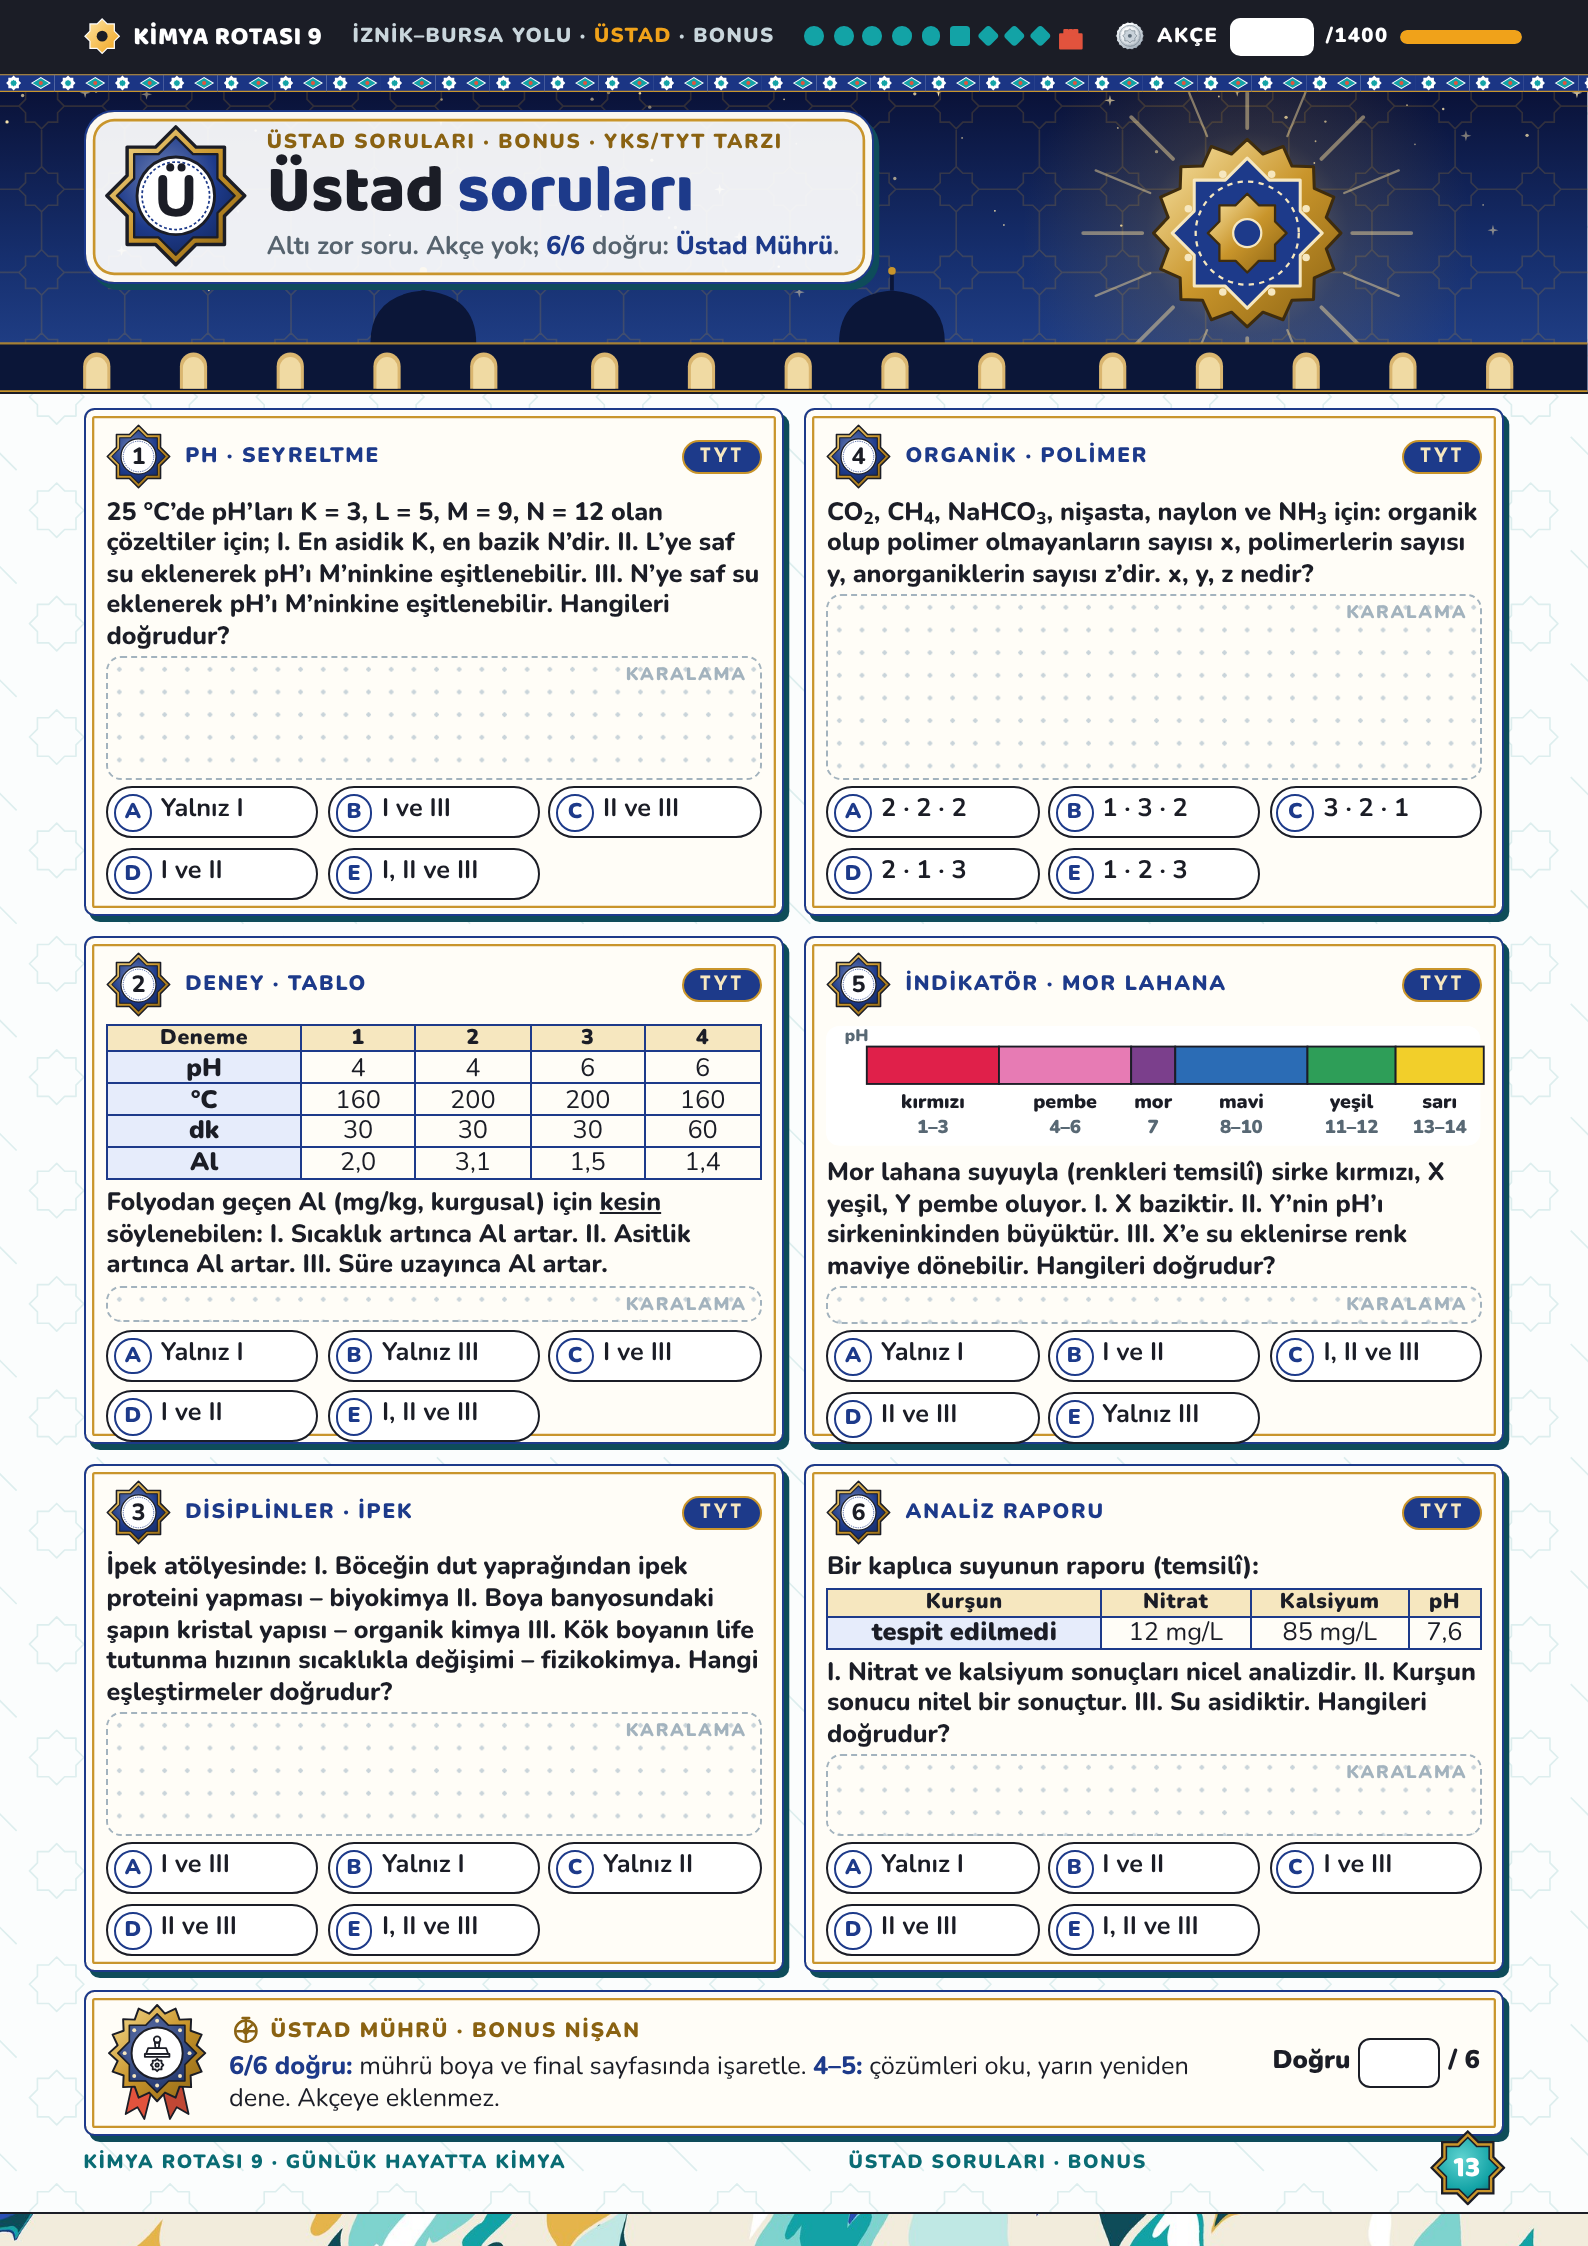 KİMYA ROTASI 9 İZNİK–BURSA YOLU · ÜSTAD · BONUS AKÇE /1400
ÜSTAD SORULARI · BONUS · YKS/TYT TARZI
Ü
Üstad soruları
Altı zor soru. Akçe yok; 6/6 doğru: Üstad Mührü.
1 PH · SEYRELTME TYT
25 °C’de pH’ları K = 3, L = 5, M = 9, N = 12 olan
çözeltiler için; I. En asidik K, en bazik N’dir. II. L’ye saf
su eklenerek pH’ı M’ninkine eşitlenebilir. III. N’ye saf su
eklenerek pH’ı M’ninkine eşitlenebilir. Hangileri
doğrudur?
KARALAMA
A Yalnız I B I ve III C II ve III
D I ve II E I, II ve III
2 DENEY · TABLO TYT
Deneme 1 2 3 4
pH 4 4 6 6
°C 160 200 200 160
dk 30 30 30 60
Al 2,0 3,1 1,5 1,4
Folyodan geçen Al (mg/kg, kurgusal) için kesin
söylenebilen: I. Sıcaklık artınca Al artar. II. Asitlik
artınca Al artar. III. Süre uzayınca Al artar.
KARALAMA
A Yalnız I B Yalnız III C I ve III
D I ve II E I, II ve III
3 DİSİPLİNLER · İPEK TYT
İpek atölyesinde: I. Böceğin dut yaprağından ipek
proteini yapması – biyokimya II. Boya banyosundaki
şapın kristal yapısı – organik kimya III. Kök boyanın life
tutunma hızının sıcaklıkla değişimi – fizikokimya. Hangi
eşleştirmeler doğrudur?
KARALAMA
A I ve III B Yalnız I C Yalnız II
D II ve III E I, II ve III
4 ORGANİK · POLİMER TYT
CO₂, CH₄, NaHCO₃, nişasta, naylon ve NH₃ için: organik
olup polimer olmayanların sayısı x, polimerlerin sayısı
y, anorganiklerin sayısı z’dir. x, y, z nedir?
KARALAMA
A 2 · 2 · 2 B 1 · 3 · 2 C 3 · 2 · 1
D 2 · 1 · 3 E 1 · 2 · 3
5 İNDİKATÖR · MOR LAHANA TYT
pH
kırmızı pembe mor mavi yeşil sarı
1–3 4–6 7 8–10 11–12 13–14
Mor lahana suyuyla (renkleri temsilî) sirke kırmızı, X
yeşil, Y pembe oluyor. I. X baziktir. II. Y’nin pH’ı
sirkeninkinden büyüktür. III. X’e su eklenirse renk
maviye dönebilir. Hangileri doğrudur?
KARALAMA
A Yalnız I B I ve II C I, II ve III
D II ve III E Yalnız III
6 ANALİZ RAPORU TYT
Bir kaplıca suyunun raporu (temsilî):
Kurşun Nitrat Kalsiyum pH
tespit edilmedi 12 mg/L 85 mg/L 7,6
I. Nitrat ve kalsiyum sonuçları nicel analizdir. II. Kurşun
sonucu nitel bir sonuçtur. III. Su asidiktir. Hangileri
doğrudur?
KARALAMA
A Yalnız I B I ve II C I ve III
D II ve III E I, II ve III
ÜSTAD MÜHRÜ · BONUS NİŞAN
6/6 doğru: mührü boya ve final sayfasında işaretle. 4–5: çözümleri oku, yarın yeniden
dene. Akçeye eklenmez.
Doğru / 6
KİMYA ROTASI 9 · GÜNLÜK HAYATTA KİMYA ÜSTAD SORULARI · BONUS 13